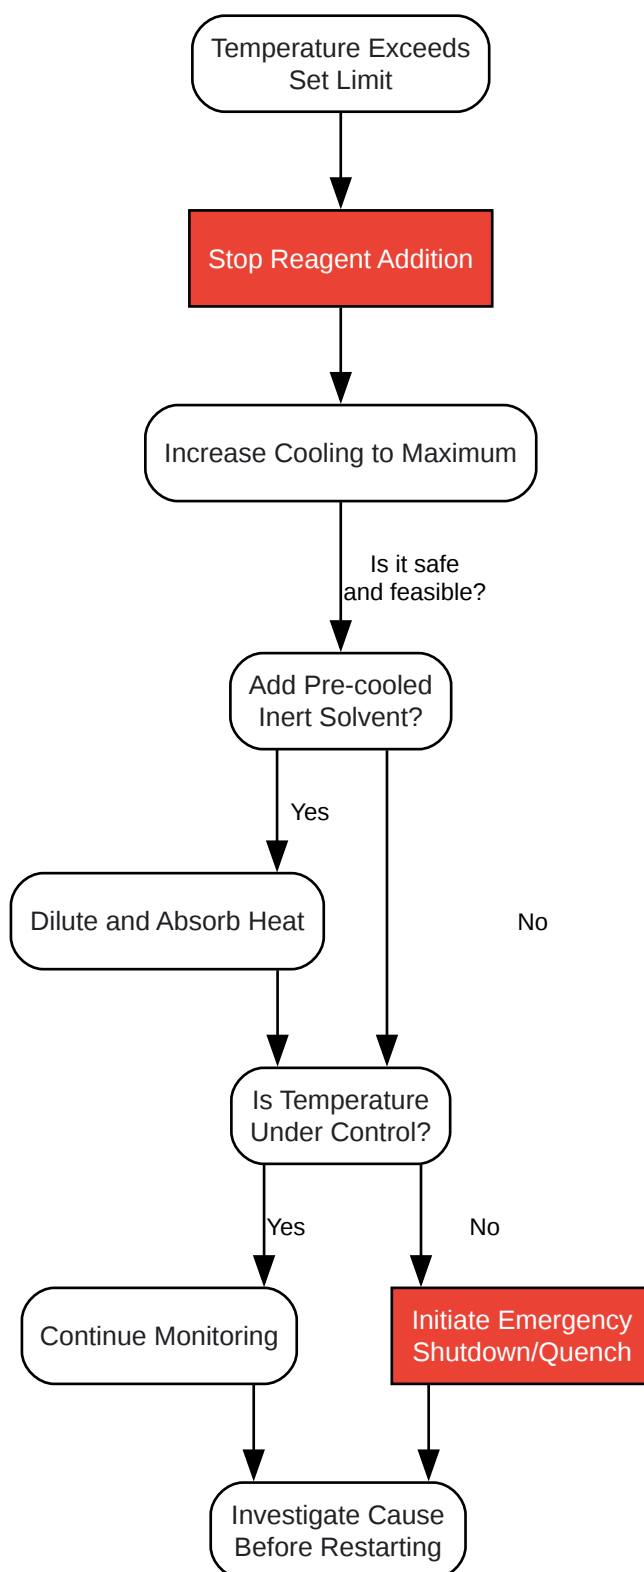 Temperature Exceeds
Set Limit
Stop Reagent Addition
Increase Cooling to Maximum
Is it safe
and feasible?
Add Pre-cooled
Inert Solvent?
Yes
Dilute and Absorb Heat
No
Is Temperature
Under Control?
Yes
No
Continue Monitoring
Initiate Emergency
Shutdown/Quench
Investigate Cause
Before Restarting